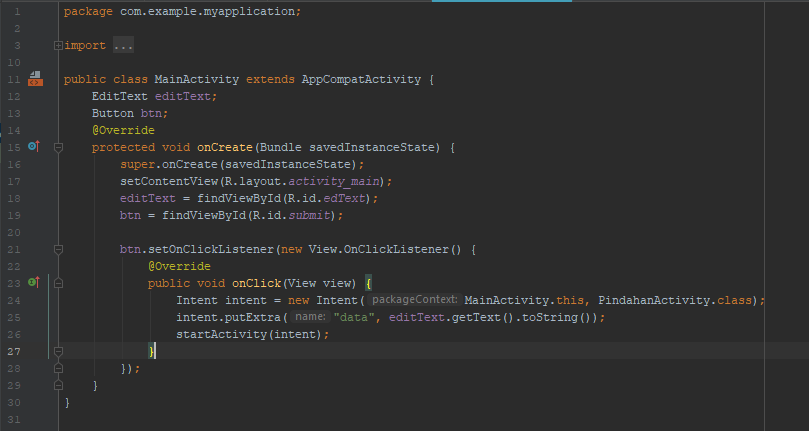 1 package com.example.myapplication;
2
3 import ...
10
11 public class MainActivity extends AppCompatActivity {
12 EditText editText;
13 Button btn;
14 @Override
15 protected void onCreate(Bundle savedInstanceState) {
16 super.onCreate(savedInstanceState);
17 setContentView(R.layout.activity_main);
18 editText = findViewById(R.id.edText);
19 btn = findViewById(R.id.submit);
20
21 btn.setOnClickListener(new View.OnClickListener() {
22 @Override
23 public void onClick(View view) {
24 Intent intent = new Intent( packageContext: MainActivity.this, PindahanActivity.class);
25 intent.putExtra( name: "data", editText.getText().toString());
26 startActivity(intent);
27 }
28 });
29 }
30 }
31